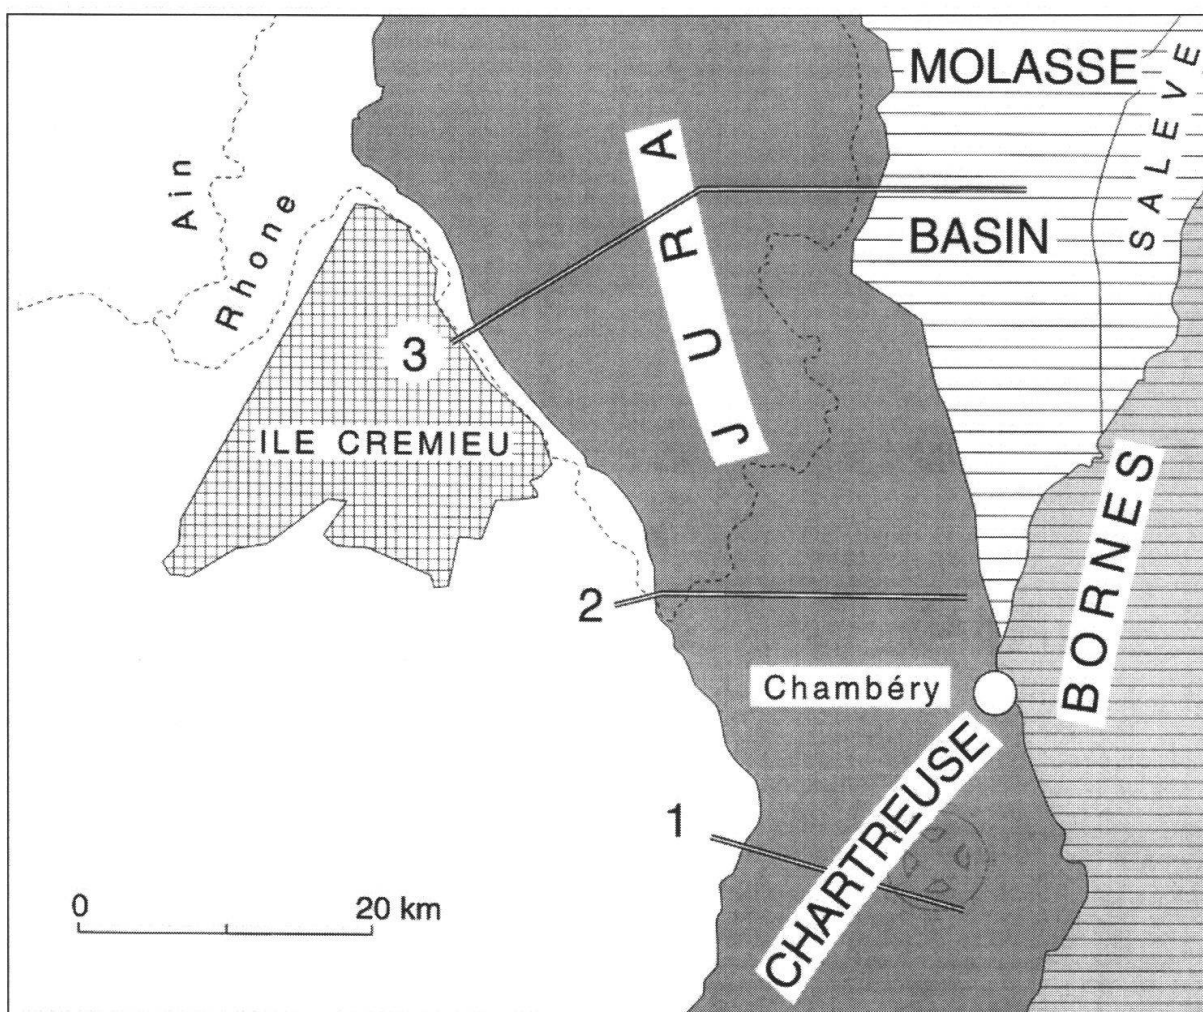 MOLASSE
SALEVE
Ain
Rhone
JURA
BASIN
3
ILE CREMIEU
BORNES
2
Chambéry
CHARTREUSE
1
0 20 km